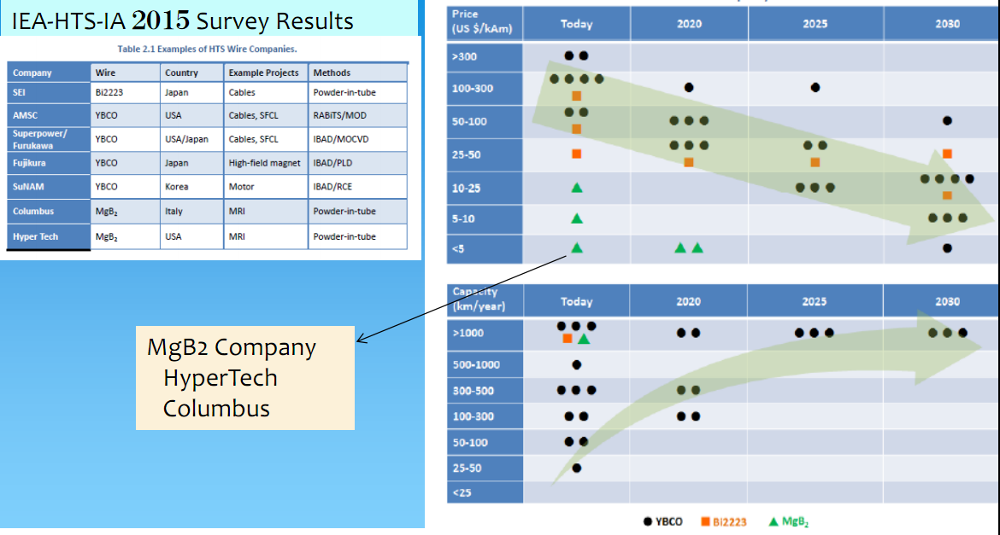 IEA-HTS-IA 2015 Survey Results
Table 2.1 Examples of HTS Wire Companies.
Company Wire Country Example Projects Methods
SEI Bi2223 Japan Cables Powder-in-tube
AMSC YBCO USA Cables, SFCL RABiTS/MOD
Superpower/
Furukawa YBCO USA/Japan Cables, SFCL IBAD/MOCVD
Fujikura YBCO Japan High-field magnet IBAD/PLD
SuNAM YBCO Korea Motor IBAD/RCE
Columbus MgB₂ Italy MRI Powder-in-tube
Hyper Tech MgB₂ USA MRI Powder-in-tube
MgB2 Company
HyperTech
Columbus
Price
(US $/kAm) Today 2020 2025 2030
>300
100-300
50-100
25-50
10-25
5-10
<5
Capacity
(km/year) Today 2020 2025 2030
>1000
500-1000
300-500
100-300
50-100
25-50
<25
YBCO Bi2223 MgB₂